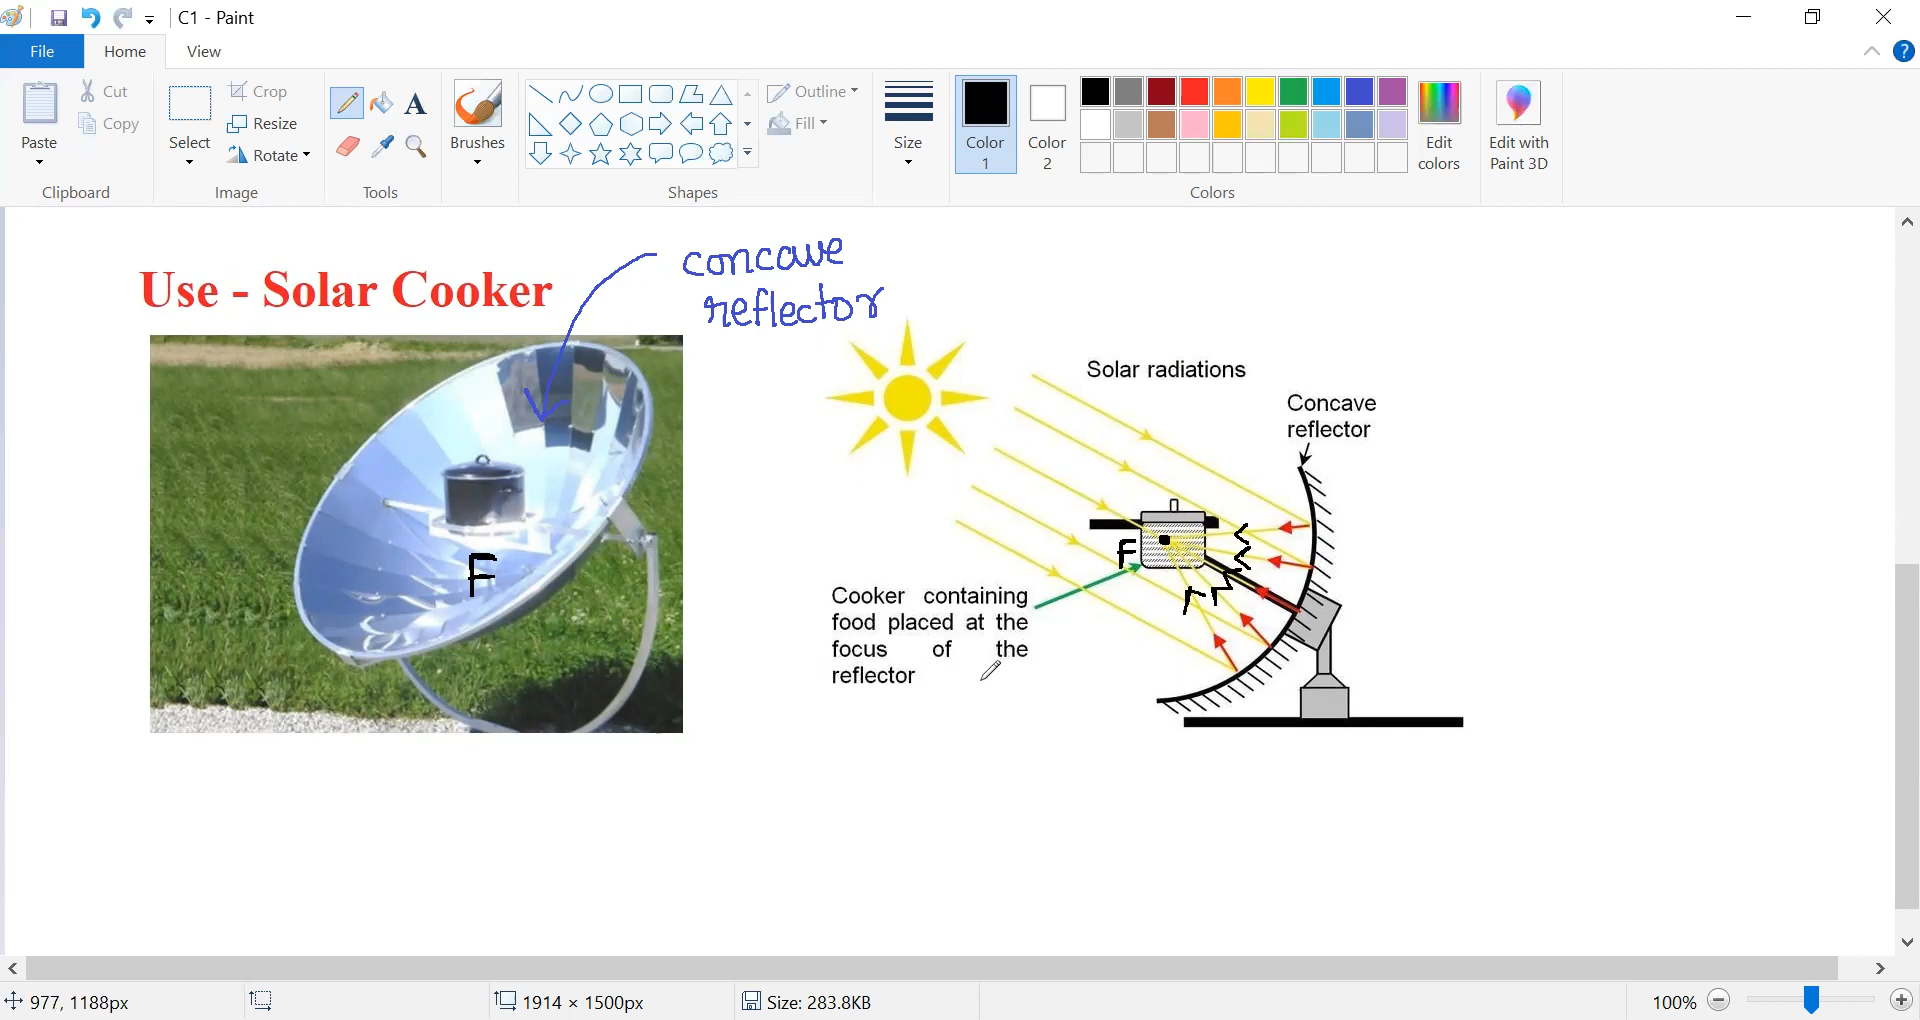 C1 - Paint
File Home View
Paste
Cut
Copy
Clipboard
Select
Crop
Resize
Rotate
Image
A
Tools
Brushes
Shapes
Outline
Fill
Size
Color
1
Color
2
Colors
Edit
colors
Edit with
Paint 3D
?
Use - Solar Cooker
concave
reflector
F
Solar radiations
Concave
reflector
F
Cooker containing
food placed at the
focus of the
reflector
977, 1188px
1914 × 1500px
Size: 283.8KB
100%